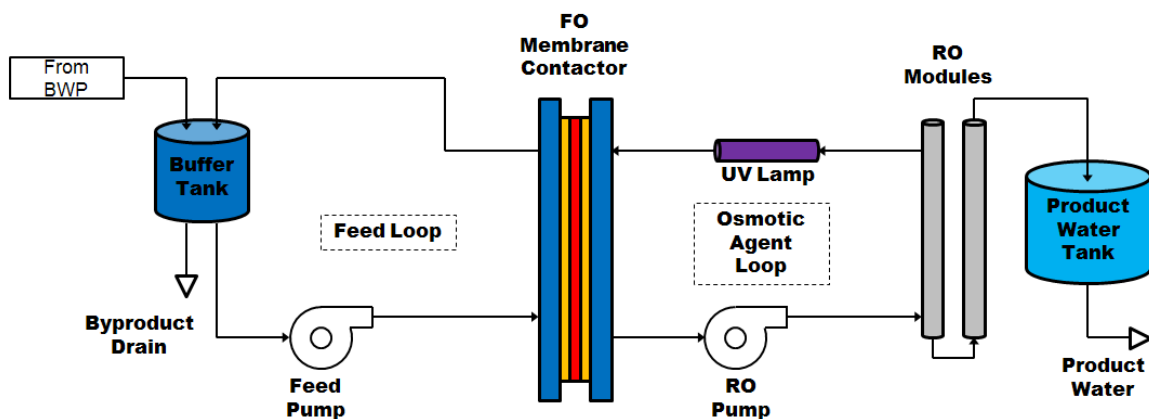 From
BWP
Buffer
Tank
Byproduct
Drain
Feed Loop
Feed
Pump
FO
Membrane
Contactor
UV Lamp
Osmotic
Agent
Loop
RO
Pump
RO
Modules
Product
Water
Tank
Product
Water